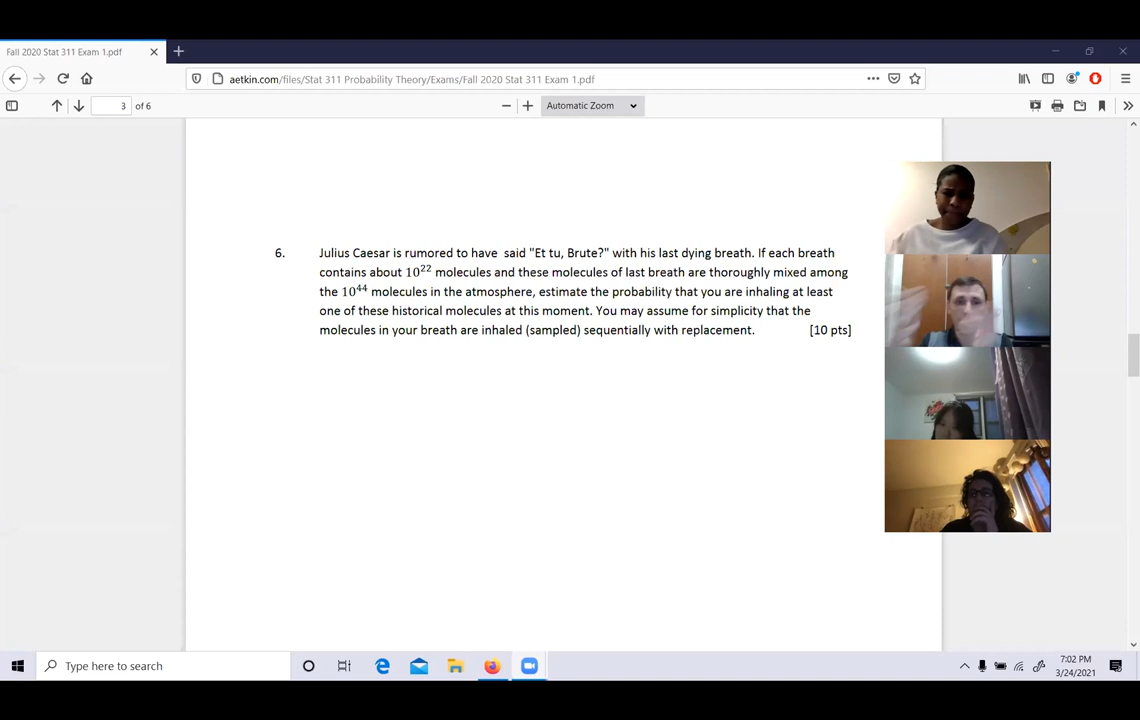 Fall 2020 Stat 311 Exam 1.pdf
aetkin.com/files/Stat 311 Probability Theory/Exams/Fall 2020 Stat 311 Exam 1.pdf
3 of 6
Automatic Zoom
6. Julius Caesar is rumored to have said "Et tu, Brute?" with his last dying breath. If each breath
contains about 10²² molecules and these molecules of last breath are thoroughly mixed among
the 10⁴⁴ molecules in the atmosphere, estimate the probability that you are inhaling at least
one of these historical molecules at this moment. You may assume for simplicity that the
molecules in your breath are inhaled (sampled) sequentially with replacement. [10 pts]
Type here to search
7:02 PM
3/24/2021